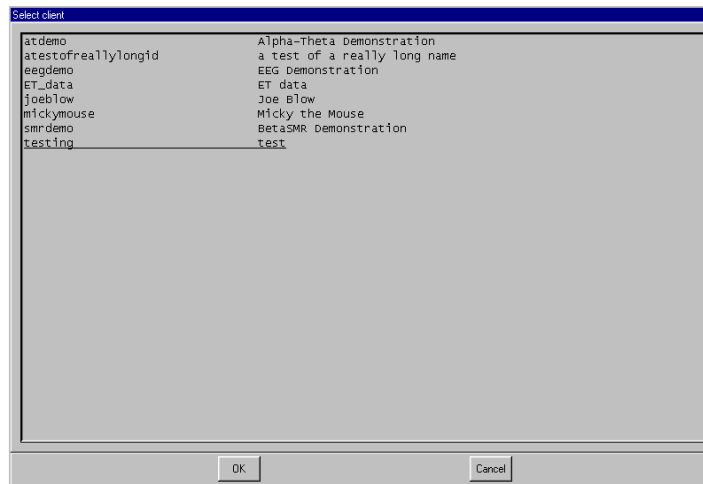 Select client
atdemo Alpha-Theta Demonstration
atestofreallylongid a test of a really long name
eegdemo EEG Demonstration
ET_data ET data
joeblow Joe Blow
mickymouse Micky the Mouse
smrdemo BetaSMR Demonstration
testing test
OK Cancel